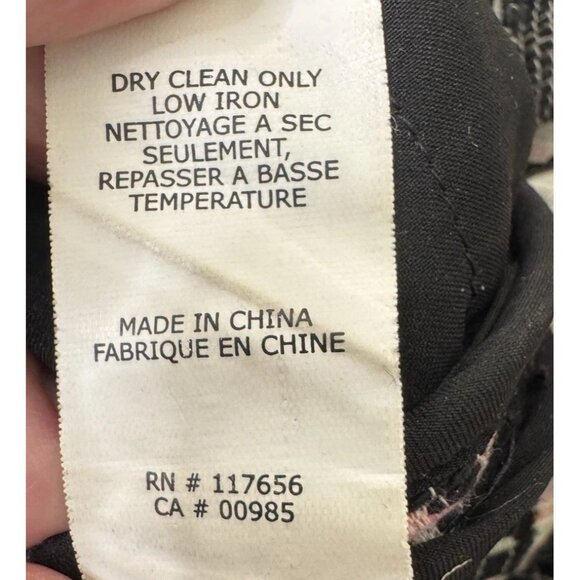 DRY CLEAN ONLY
LOW IRON
NETTOYAGE A SEC
SEULEMENT,
REPASSER A BASSE
TEMPERATURE
MADE IN CHINA
FABRIQUE EN CHINE
RN # 117656
CA # 00985